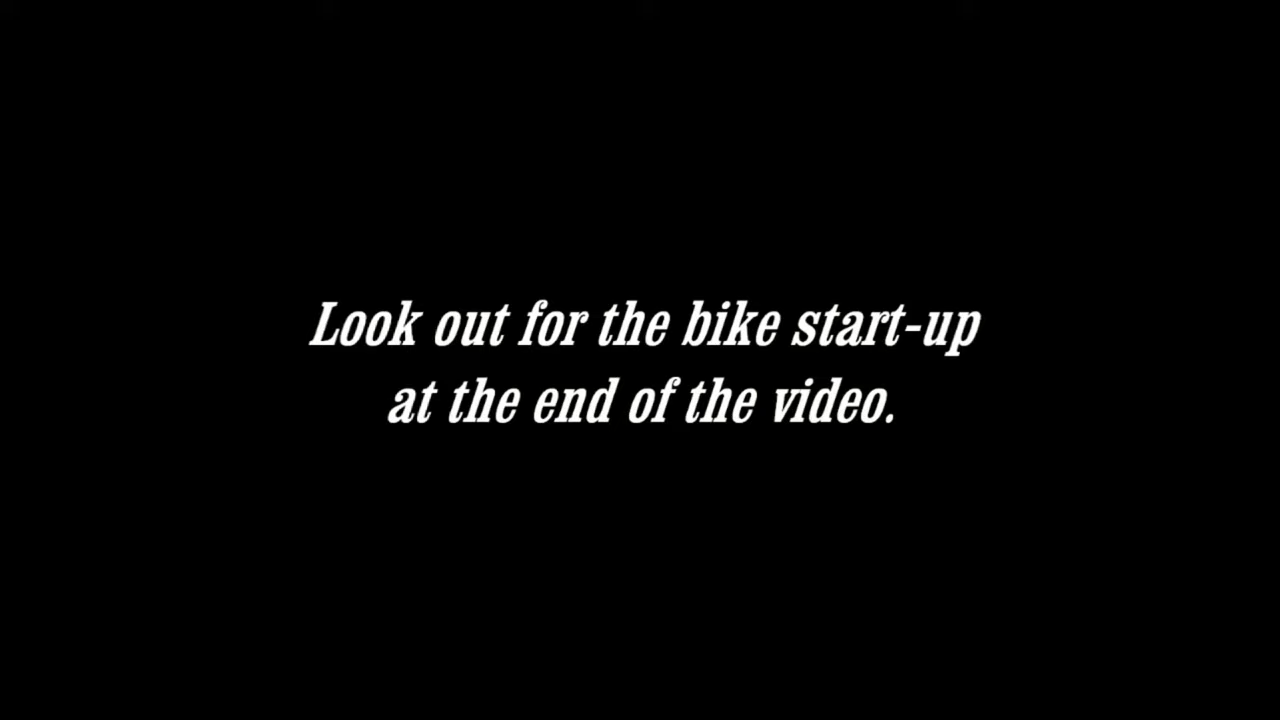 Look out for the bike start-up
at the end of the video.